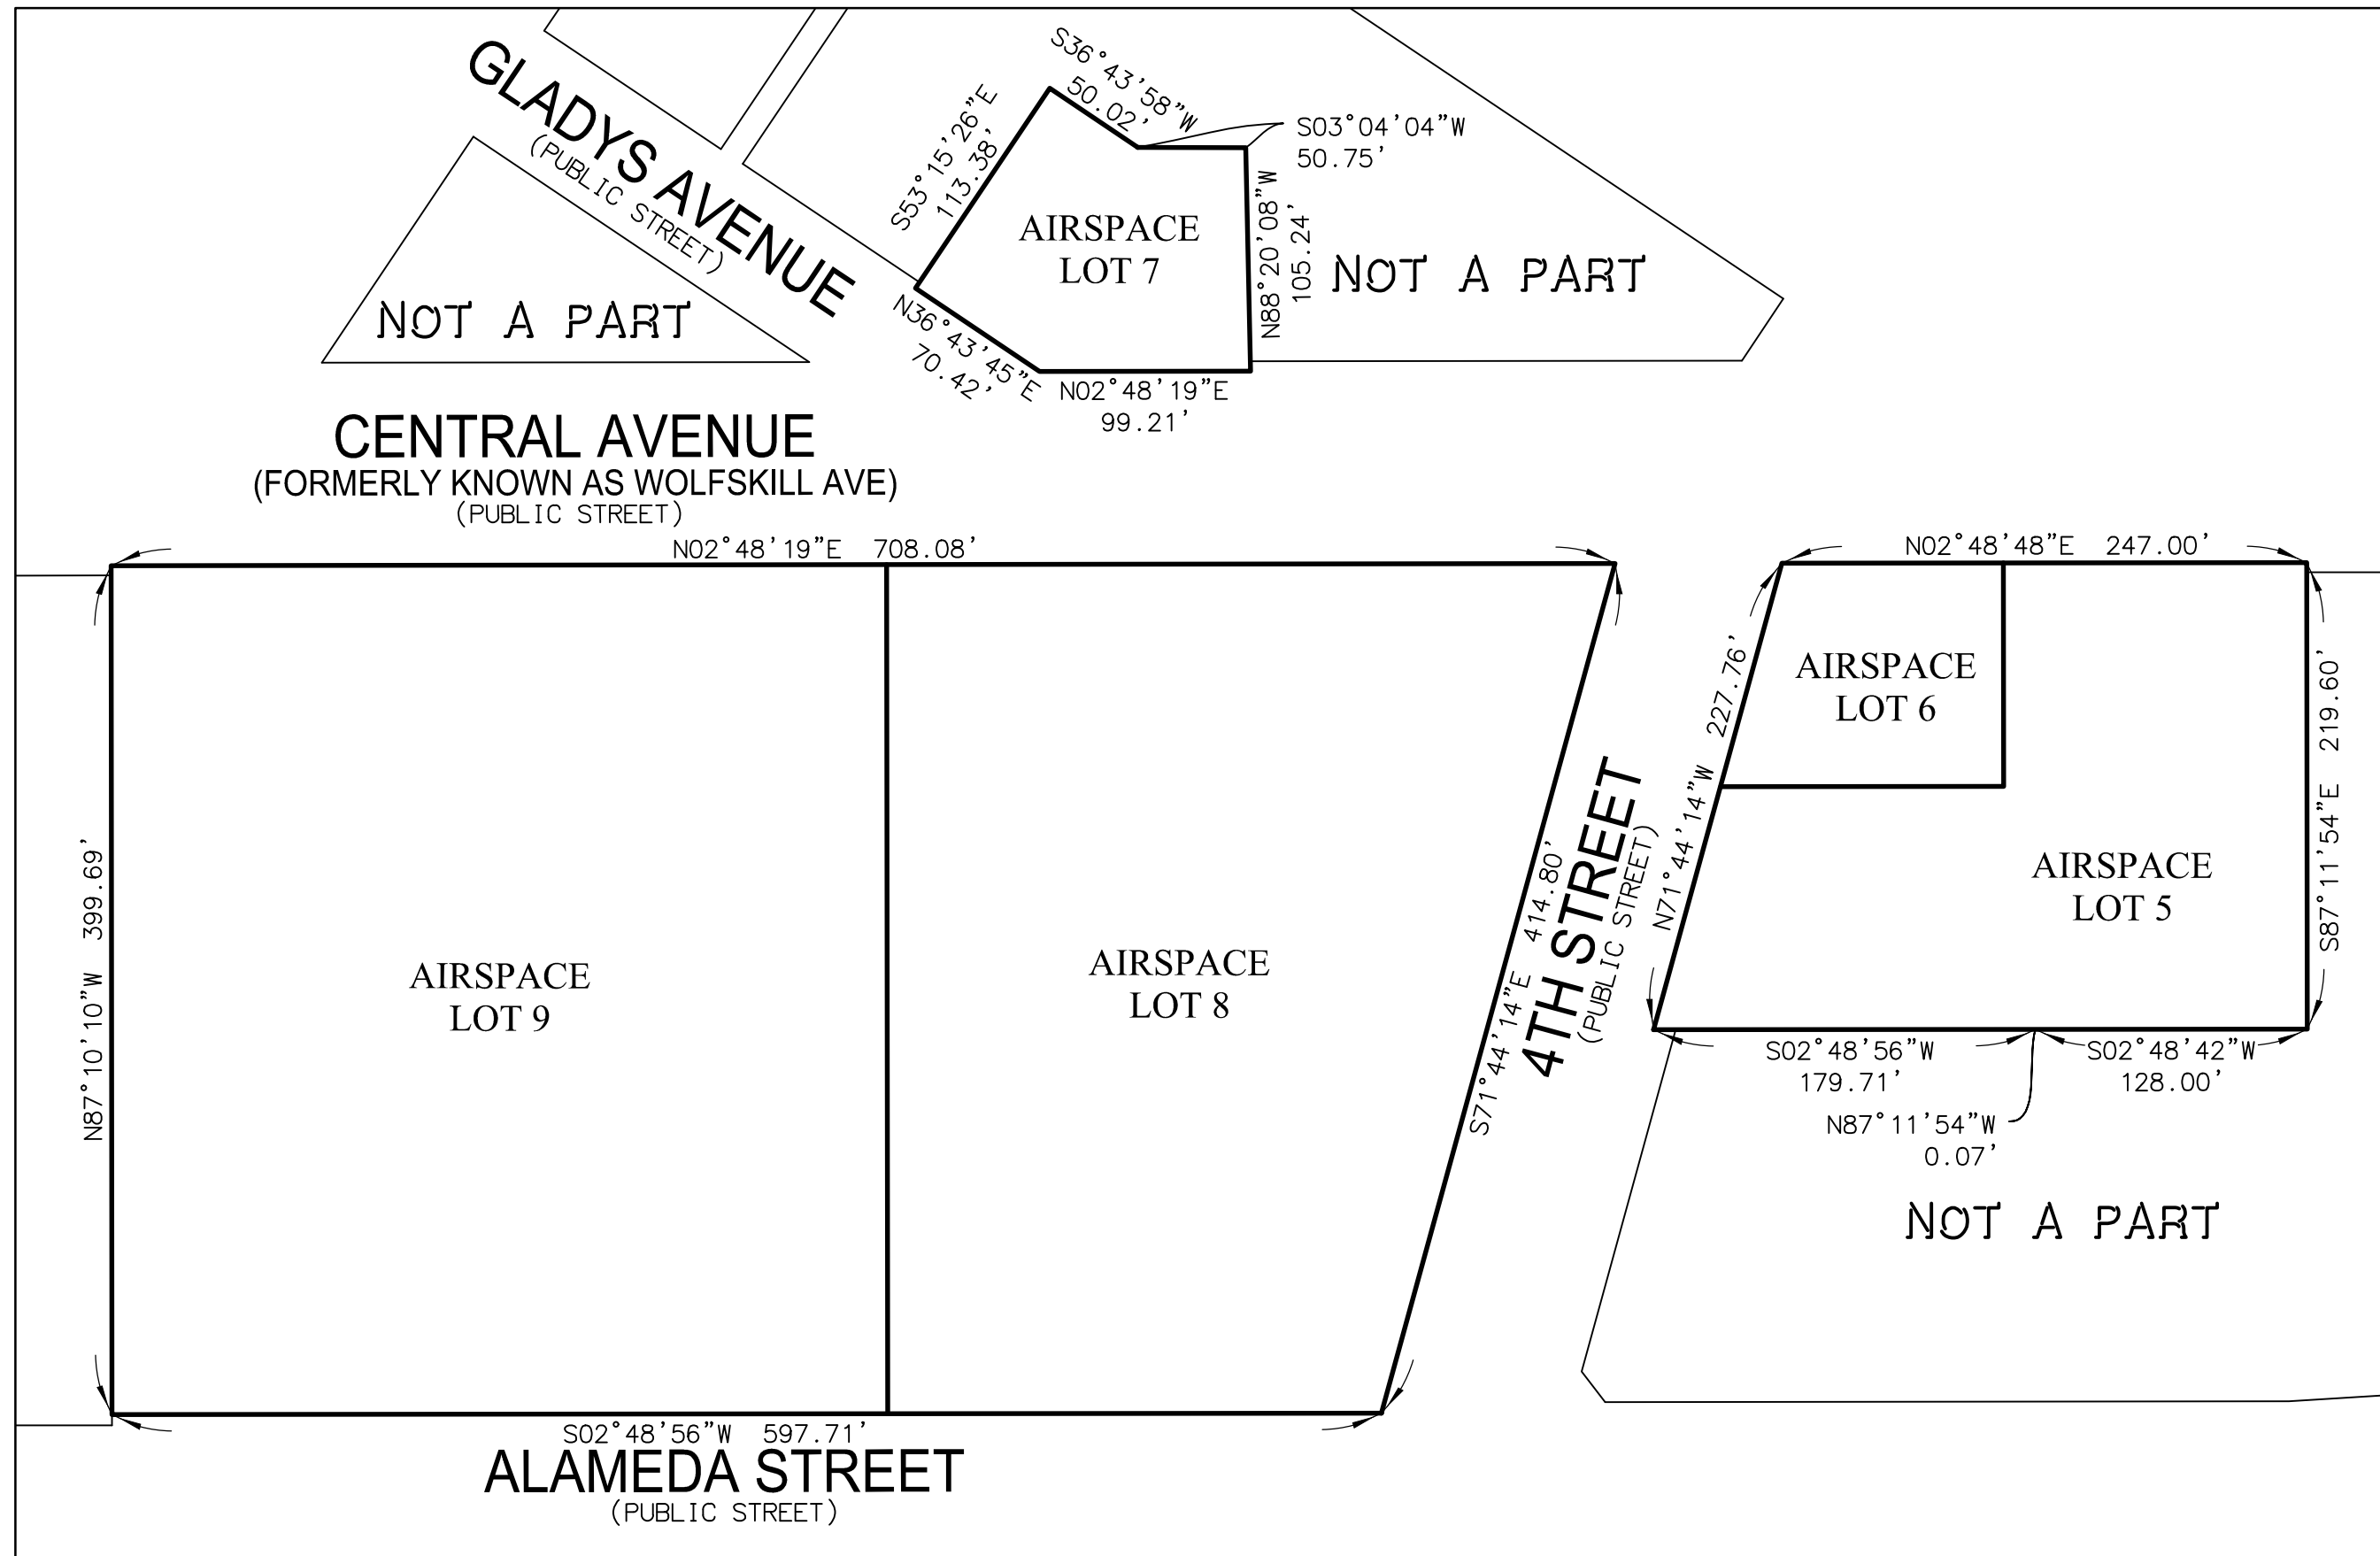 GLADYS AVENUE
(PUBLIC STREET)
S36°43'58"W
50.02'
S53°15'26"E
113.38'
S03°04'04"W
50.75'
AIRSPACE
LOT 7
N88°20'08"W
105.24'
NOT A PART
NOT A PART
N36°43'45"E
70.42'
N02°48'19"E
99.21'
CENTRAL AVENUE
(FORMERLY KNOWN AS WOLFSKILL AVE)
(PUBLIC STREET)
N02°48'19"E 708.08'
N02°48'48"E 247.00'
N87°10'10"W 399.69'
AIRSPACE
LOT 9
AIRSPACE
LOT 8
S71°44'14"E 414.80'
4TH STREET
(PUBLIC STREET)
N71°44'14"W 227.76'
AIRSPACE
LOT 6
AIRSPACE
LOT 5
S87°11'54"E 219.60'
S02°48'56"W
179.71'
S02°48'42"W
128.00'
N87°11'54"W
0.07'
NOT A PART
S02°48'56"W 597.71'
ALAMEDA STREET
(PUBLIC STREET)